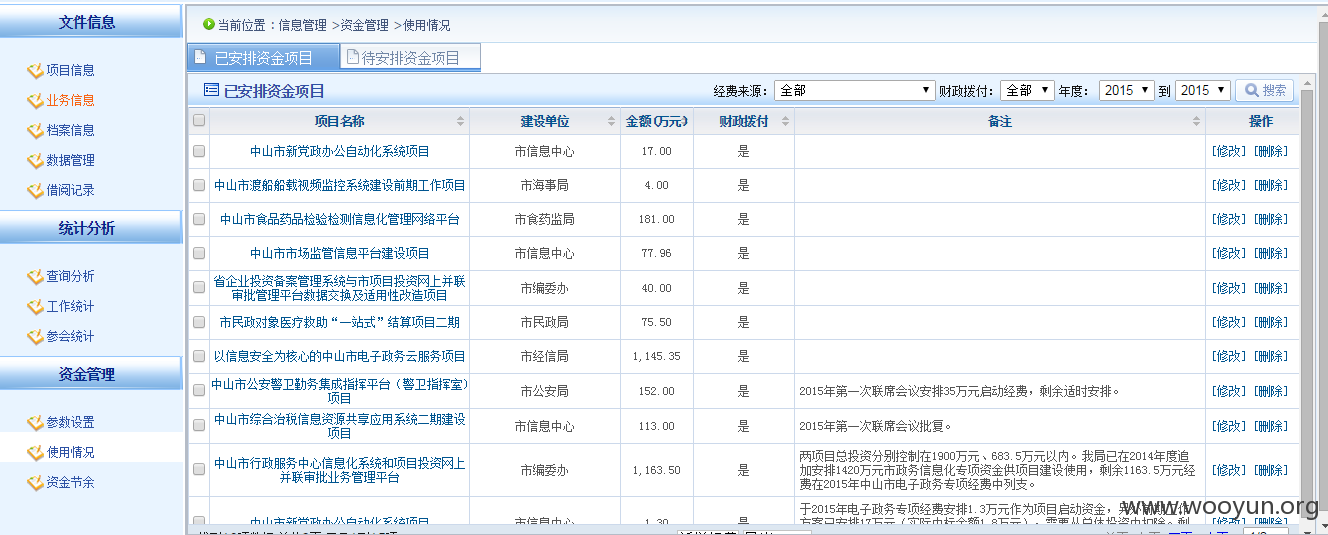 文件信息
项目信息
业务信息
档案信息
数据管理
借阅记录
统计分析
查询分析
工作统计
参会统计
资金管理
参数设置
使用情况
资金节余
当前位置：信息管理 >资金管理 >使用情况
已安排资金项目 待安排资金项目
已安排资金项目 经费来源： 全部 财政拨付： 全部 年度： 2015 到 2015 搜索
项目名称 建设单位 金额(万元) 财政拨付 备注 操作
中山市新党政办公自动化系统项目 市信息中心 17.00 是 [修改] [删除]
中山市渡船船载视频监控系统建设前期工作项目 市海事局 4.00 是 [修改] [删除]
中山市食品药品检验检测信息化管理网络平台 市食药监局 181.00 是 [修改] [删除]
中山市市场监管信息平台建设项目 市信息中心 77.96 是 [修改] [删除]
省企业投资备案管理系统与市项目投资网上并联
审批管理平台数据交换及适用性改造项目 市编委办 40.00 是 [修改] [删除]
市民政对象医疗救助“一站式”结算项目二期 市民政局 75.50 是 [修改] [删除]
以信息安全为核心的中山市电子政务云服务项目 市经信局 1,145.35 是 [修改] [删除]
中山市公安警卫勤务集成指挥平台（警卫指挥室）
项目 市公安局 152.00 是 2015年第一次联席会议安排35万元启动经费，剩余适时安排。 [修改] [删除]
中山市综合治税信息资源共享应用系统二期建设
项目 市信息中心 113.00 是 2015年第一次联席会议批复。 [修改] [删除]
中山市行政服务中心信息化系统和项目投资网上
并联审批业务管理平台 市编委办 1,163.50 是 两项目总投资分别控制在1900万元、683.5万元以内。我局已在2014年度追
加安排1420万元市政务信息化专项资金供项目建设使用，剩余1163.5万元经
费在2015年中山市电子政务专项经费中列支。 [修改] [删除]
中山市新党政办公自动化系统项目 市信息中心 1.30 是 于2015年电子政务专项经费安排1.3万元作为项目启动资金，
[修改] [删除]
www.wooyun.org